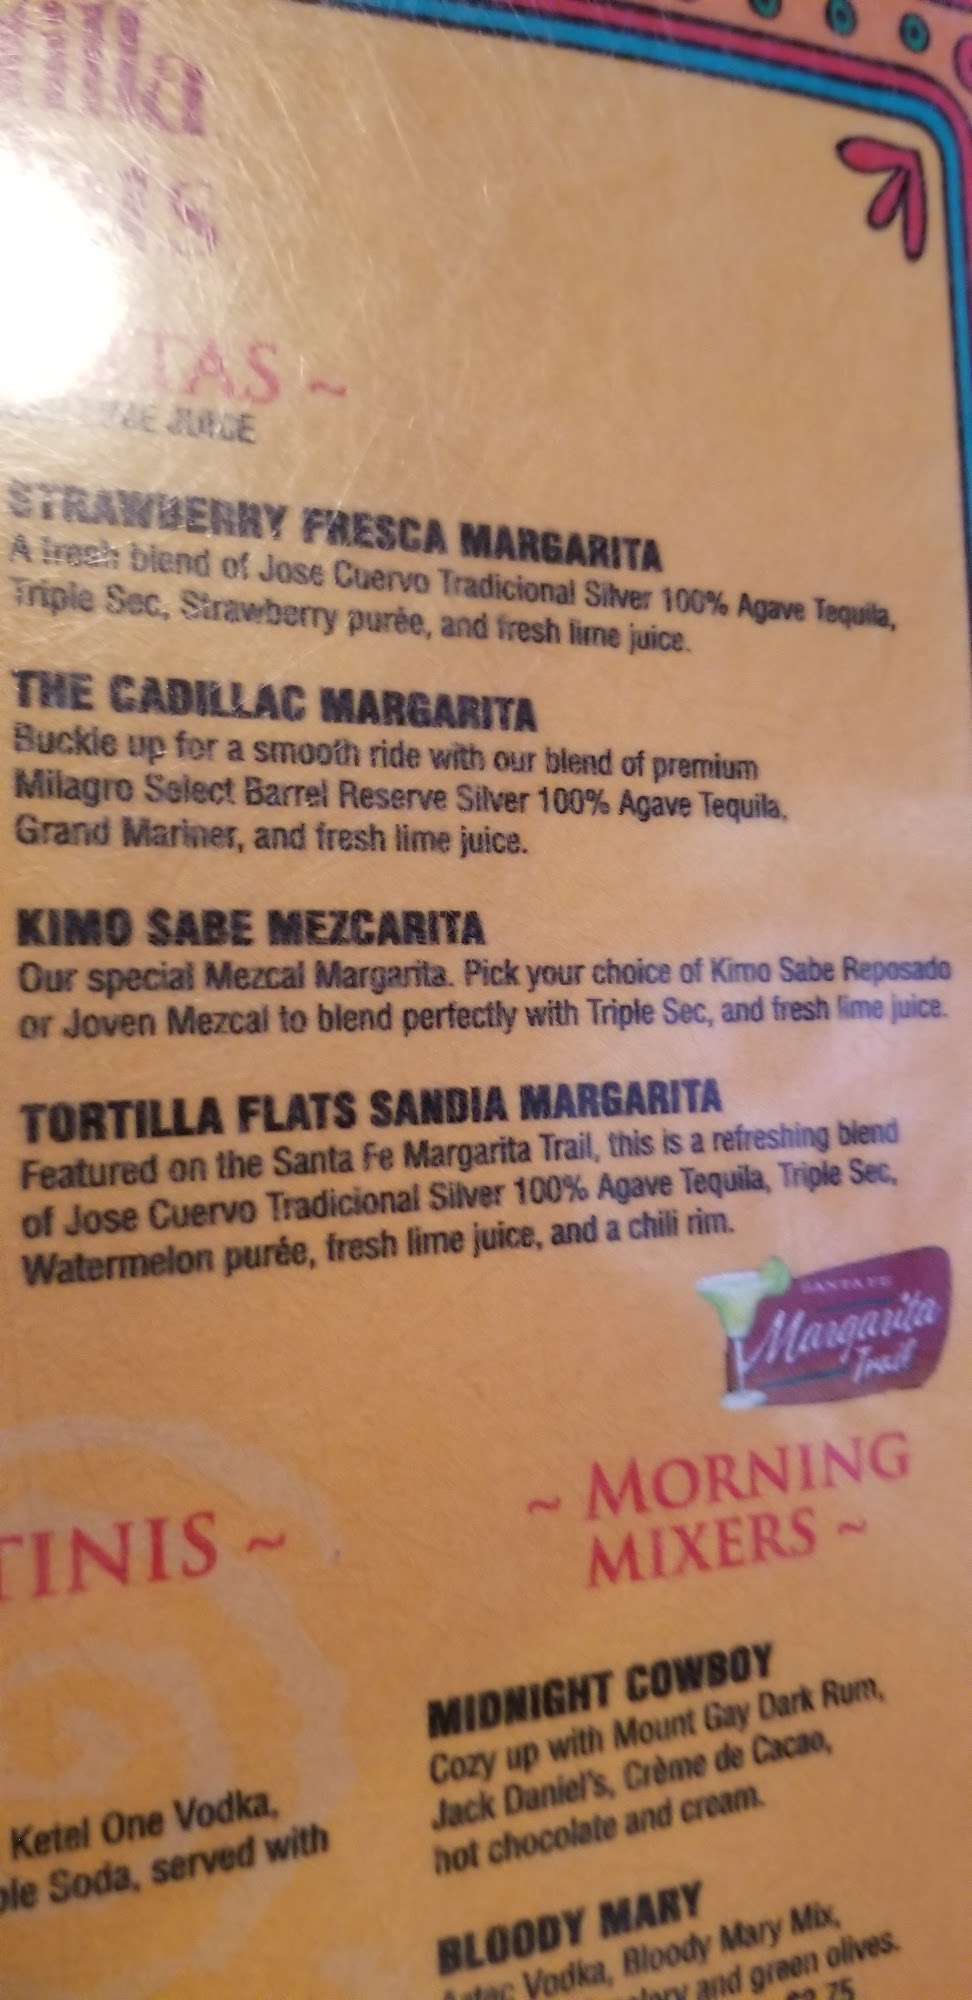 TAS ~
JUICE
STRAWBERRY FRESCA MARGARITA
A fresh blend of Jose Cuervo Tradicional Silver 100% Agave Tequila,
Triple Sec, Strawberry purée, and fresh lime juice.
THE CADILLAC MARGARITA
Buckle up for a smooth ride with our blend of premium
Milagro Select Barrel Reserve Silver 100% Agave Tequila,
Grand Mariner, and fresh lime juice.
KIMO SABE MEZCARITA
Our special Mezcal Margarita. Pick your choice of Kimo Sabe Reposado
or Joven Mezcal to blend perfectly with Triple Sec, and fresh lime juice.
TORTILLA FLATS SANDIA MARGARITA
Featured on the Santa Fe Margarita Trail, this is a refreshing blend
of Jose Cuervo Tradicional Silver 100% Agave Tequila, Triple Sec,
Watermelon purée, fresh lime juice, and a chili rim.
SANTA FE
Margarita
Trail
TINIS ~
Ketel One Vodka,
ple Soda, served with
~ MORNING
MIXERS ~
MIDNIGHT COWBOY
Cozy up with Mount Gay Dark Rum,
Jack Daniel's, Crème de Cacao,
hot chocolate and cream.
BLOODY MARY
Vodka, Bloody Mary Mix,
and green olives.